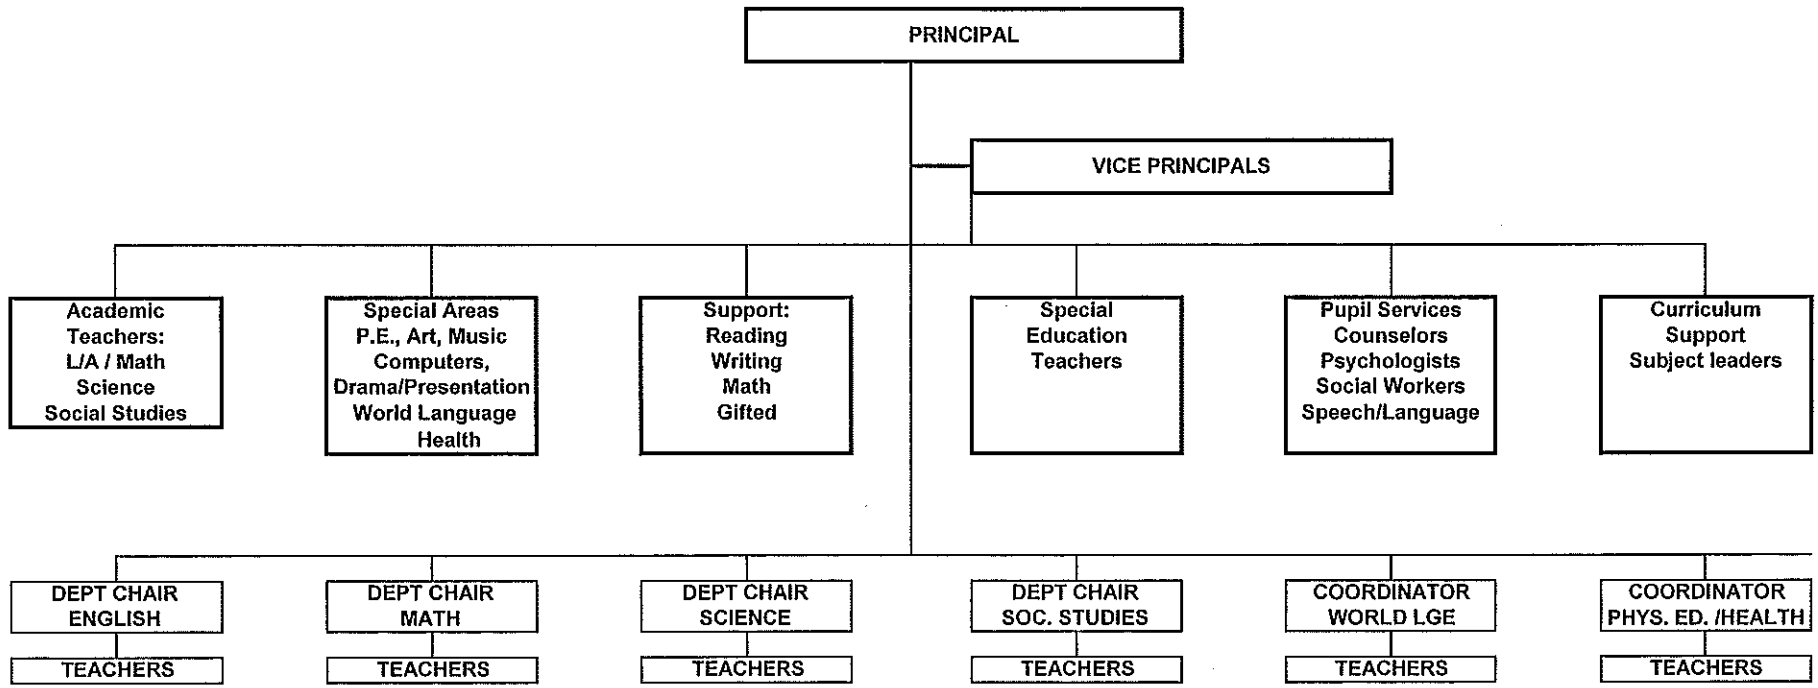 PRINCIPAL
VICE PRINCIPALS
Academic
Teachers:
L/A / Math
Science
Social Studies
Special Areas
P.E., Art, Music
Computers,
Drama/Presentation
World Language
Health
Support:
Reading
Writing
Math
Gifted
Special
Education
Teachers
Pupil Services
Counselors
Psychologists
Social Workers
Speech/Language
Curriculum
Support
Subject leaders
DEPT CHAIR
ENGLISH
DEPT CHAIR
MATH
DEPT CHAIR
SCIENCE
DEPT CHAIR
SOC. STUDIES
COORDINATOR
WORLD LGE
COORDINATOR
PHYS. ED. /HEALTH
TEACHERS
TEACHERS
TEACHERS
TEACHERS
TEACHERS
TEACHERS